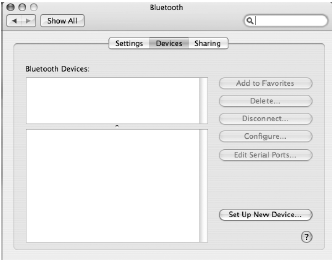 Bluetooth
Show All
Settings Devices Sharing
Bluetooth Devices:
Add to Favorites
Delete...
Disconnect...
Configure...
Edit Serial Ports...
Set Up New Device...
?